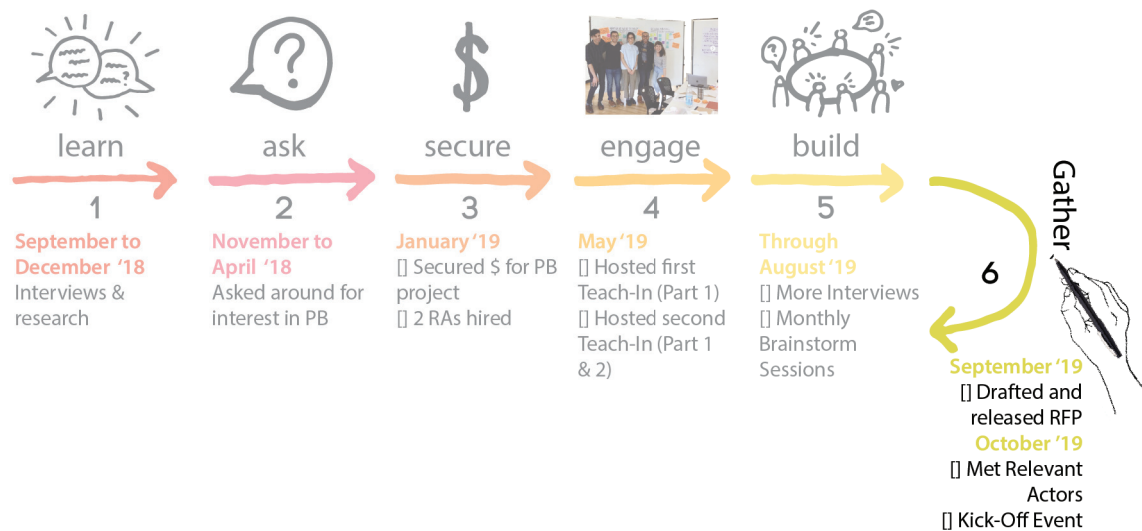 learn
1
September to
December ‘18
Interviews &
research
ask
2
November to
April ‘18
Asked around for
interest in PB
secure
3
January ‘19
[] Secured $ for PB
project
[] 2 RAs hired
engage
4
May ‘19
[] Hosted first
Teach-In (Part 1)
[] Hosted second
Teach-In (Part 1
& 2)
build
5
Through
August ‘19
[] More Interviews
[] Monthly
Brainstorm
Sessions
Gather
6
September ‘19
[] Drafted and
released RFP
October ‘19
[] Met Relevant
Actors
[] Kick-Off Event